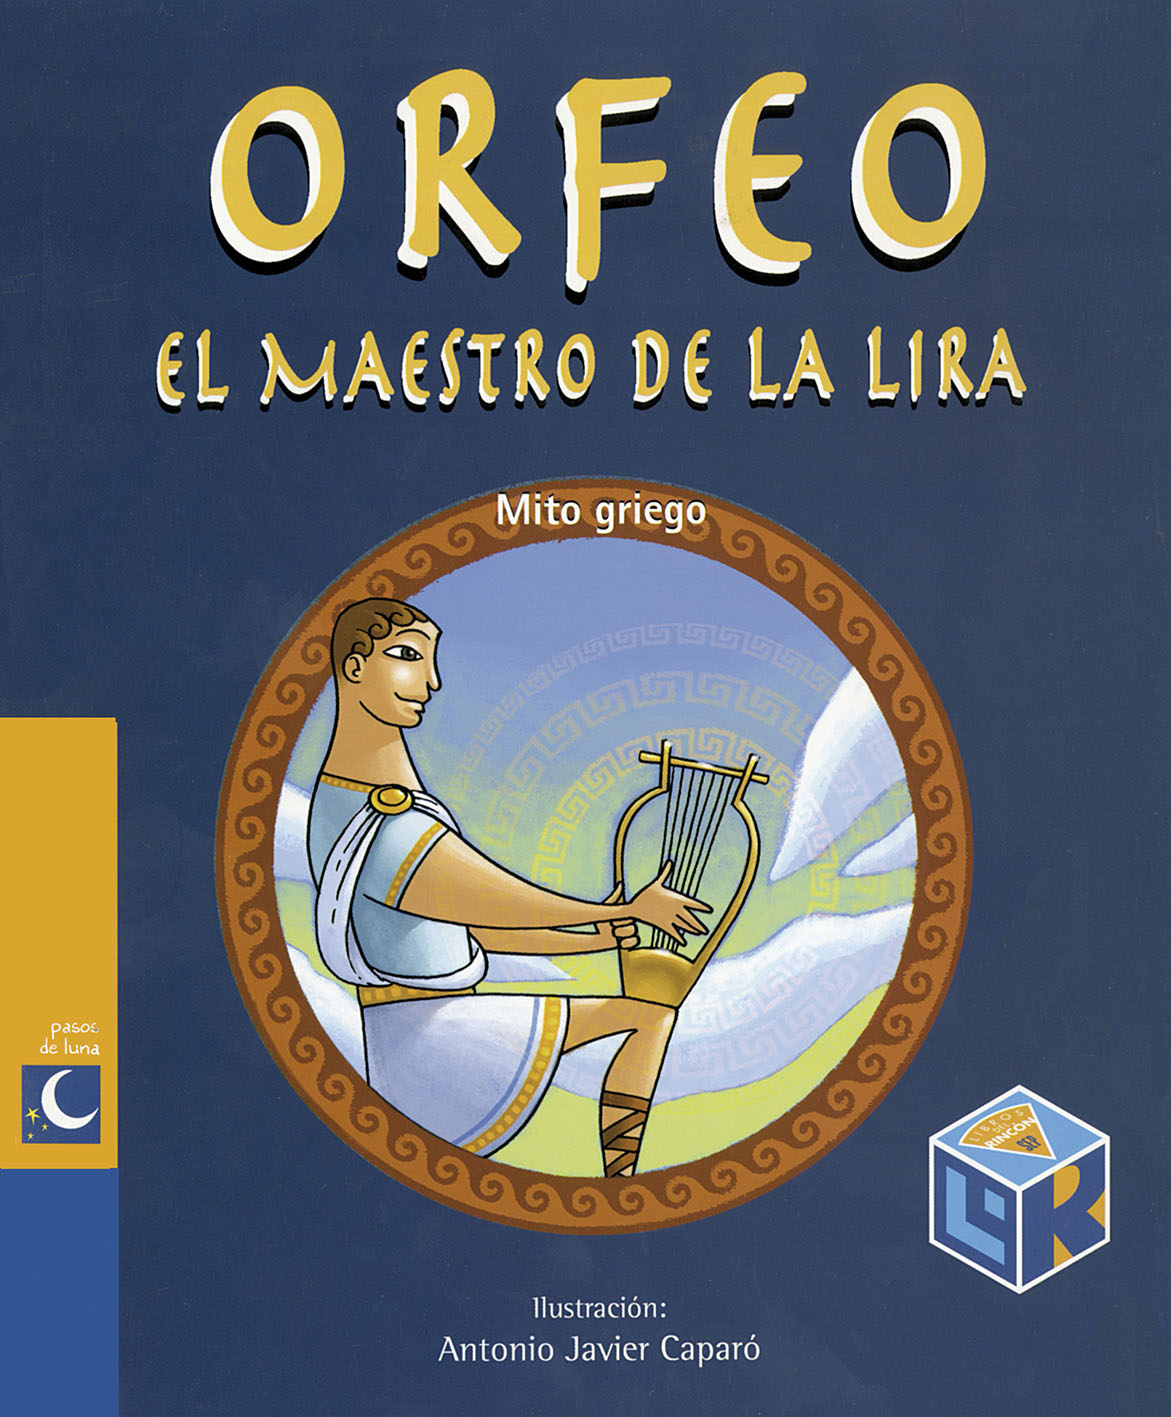 ORFEO
EL MAESTRO DE LA LIRA
Mito griego
pasos
de luna
LIBROS
DEL
RINCÓN
SEP
L R
Ilustración:
Antonio Javier Caparó